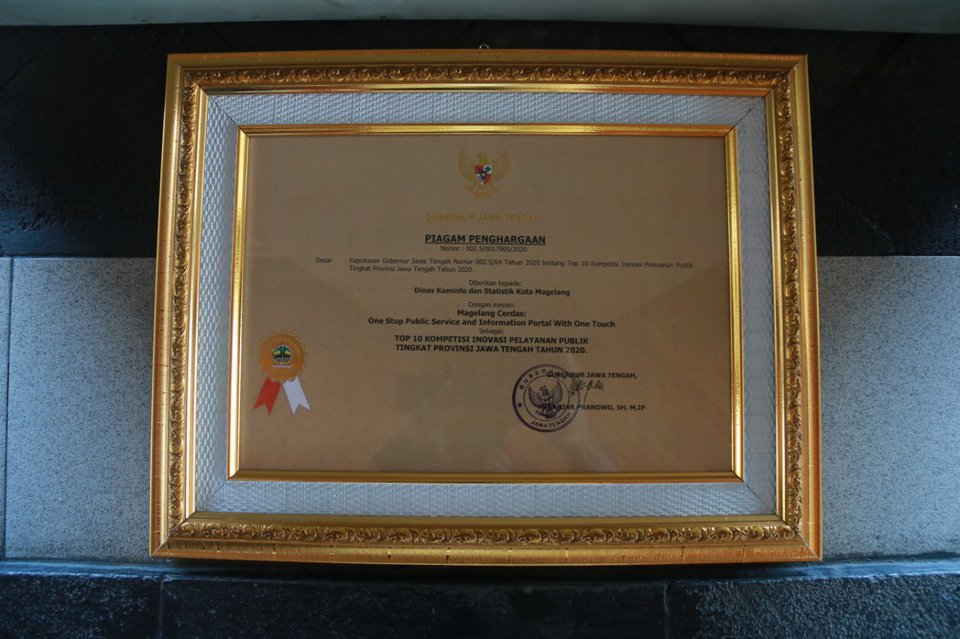 GUBERNUR JAWA TENGAH
PIAGAM PENGHARGAAN
Nomor : 002.5/0017905/2020
Dasar : Keputusan Gubernur Jawa Tengah Nomor 002.5/64 Tahun 2020 tentang Top 10 Kompetisi Inovasi Pelayanan Publik
Tingkat Provinsi Jawa Tengah Tahun 2020.
Diberikan kepada:
Dinas Kominfo dan Statistik Kota Magelang
Dengan inovasi:
Magelang Cerdas:
One Stop Public Service and Information Portal With One Touch
Sebagai:
TOP 10 KOMPETISI INOVASI PELAYANAN PUBLIK
TINGKAT PROVINSI JAWA TENGAH TAHUN 2020.
GUBERNUR JAWA TENGAH,
GUBERNUR
JAWA TENGAH
PRANOWO, SH, M.IP